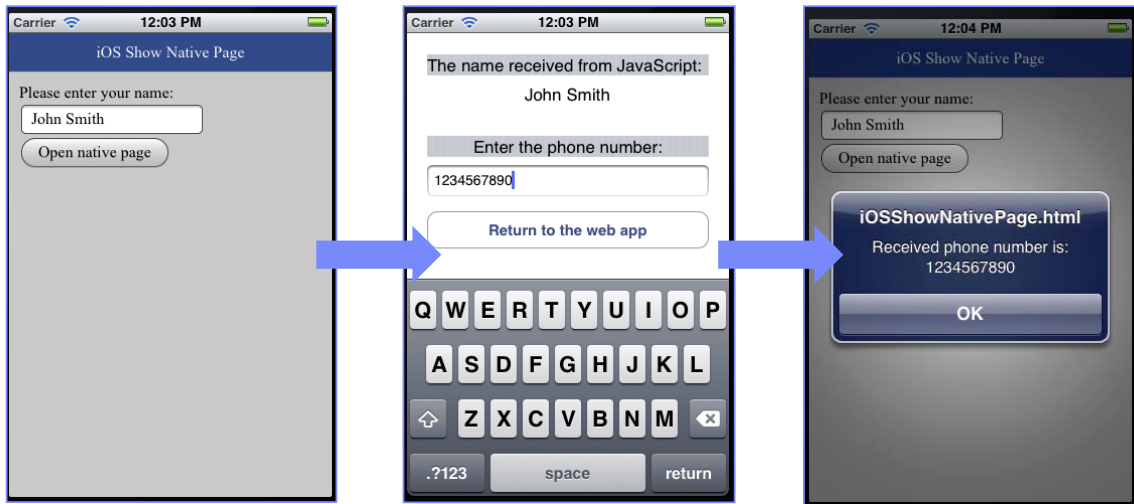 Carrier 12:03 PM
iOS Show Native Page
Please enter your name:
John Smith
Open native page
Carrier 12:03 PM
The name received from JavaScript:
John Smith
Enter the phone number:
1234567890
Return to the web app
Q W E R T Y U I O P
A S D F G H J K L
Z X C V B N M
.?123 space return
Carrier 12:04 PM
iOS Show Native Page
Please enter your name:
John Smith
Open native page
iOSShowNativePage.html
Received phone number is:
1234567890
OK